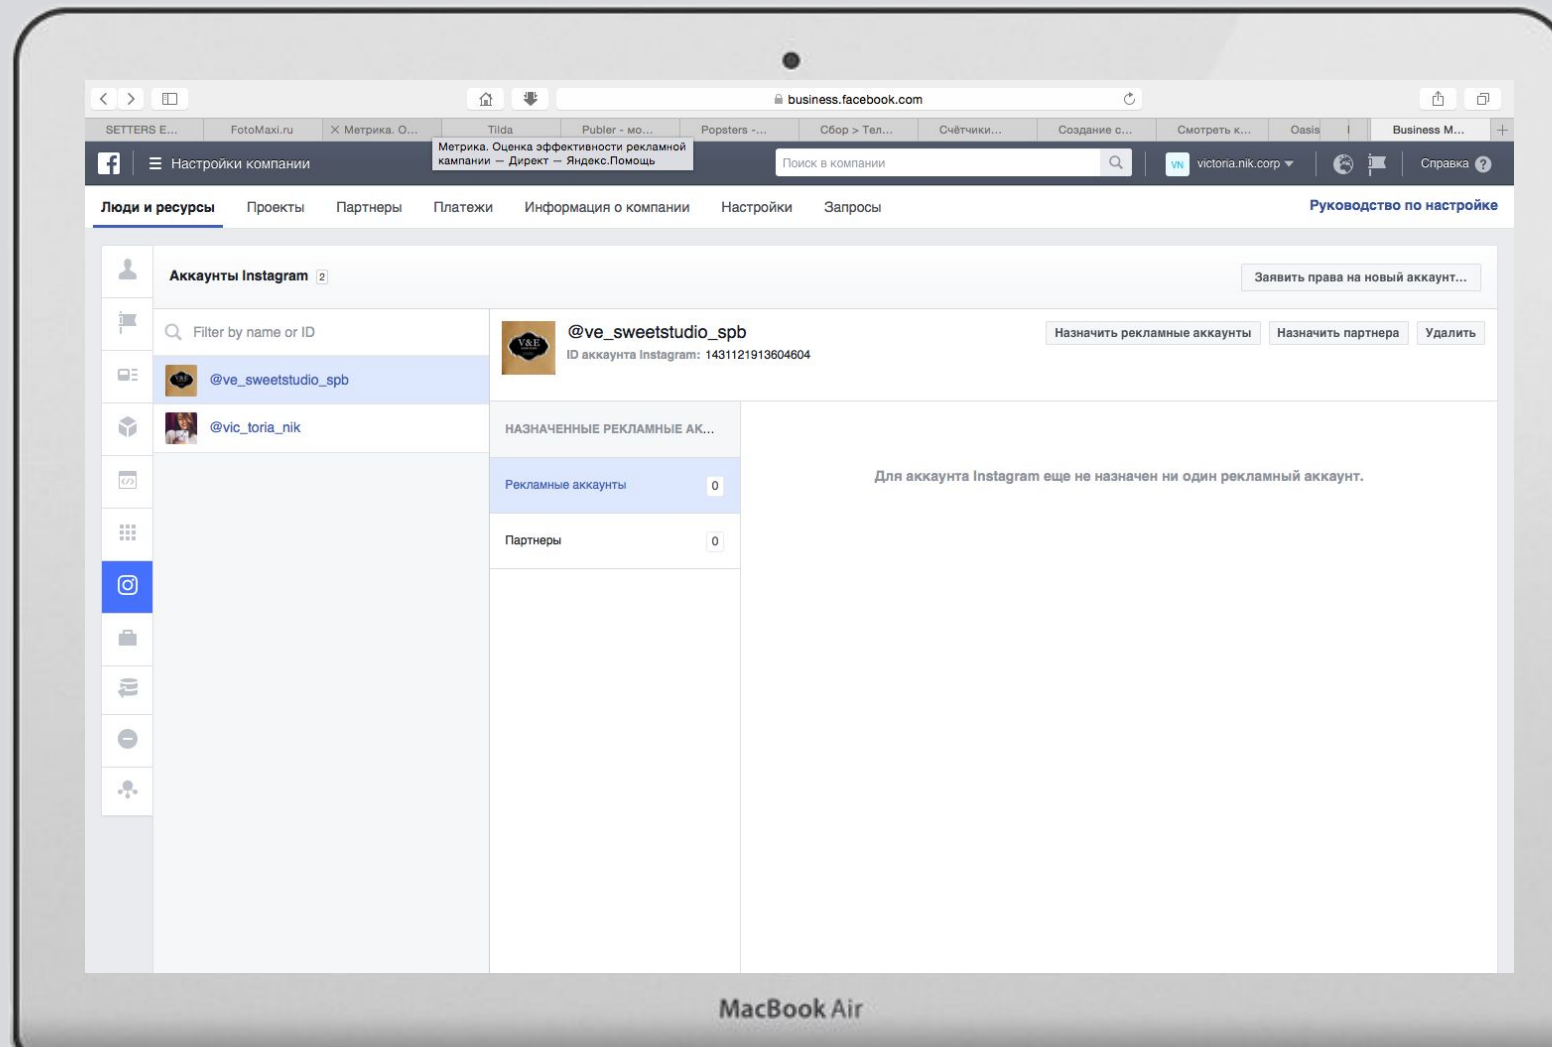 business.facebook.com
SETTERS E...
FotoMaxi.ru
Метрика. О...
Tilda
Publer - мо...
Popsters -...
Сбор > Тел...
Счётчики...
Создание с...
Смотреть к...
Oasis
Business M...
Метрика. Оценка эффективности рекламной
кампании — Директ — Яндекс.Помощь
Настройки компании
Поиск в компании
VN
victoria.nik.corp
Справка
Люди и ресурсы
Проекты
Партнеры
Платежи
Информация о компании
Настройки
Запросы
Руководство по настройке
Аккаунты Instagram 2
Заявить права на новый аккаунт...
Filter by name or ID
@ve_sweetstudio_spb
@vic_toria_nik
V&E
@ve_sweetstudio_spb
ID аккаунта Instagram: 1431121913604604
Назначить рекламные аккаунты
Назначить партнера
Удалить
НАЗНАЧЕННЫЕ РЕКЛАМНЫЕ АК...
Рекламные аккаунты 0
Партнеры 0
Для аккаунта Instagram еще не назначен ни один рекламный аккаунт.
MacBook Air